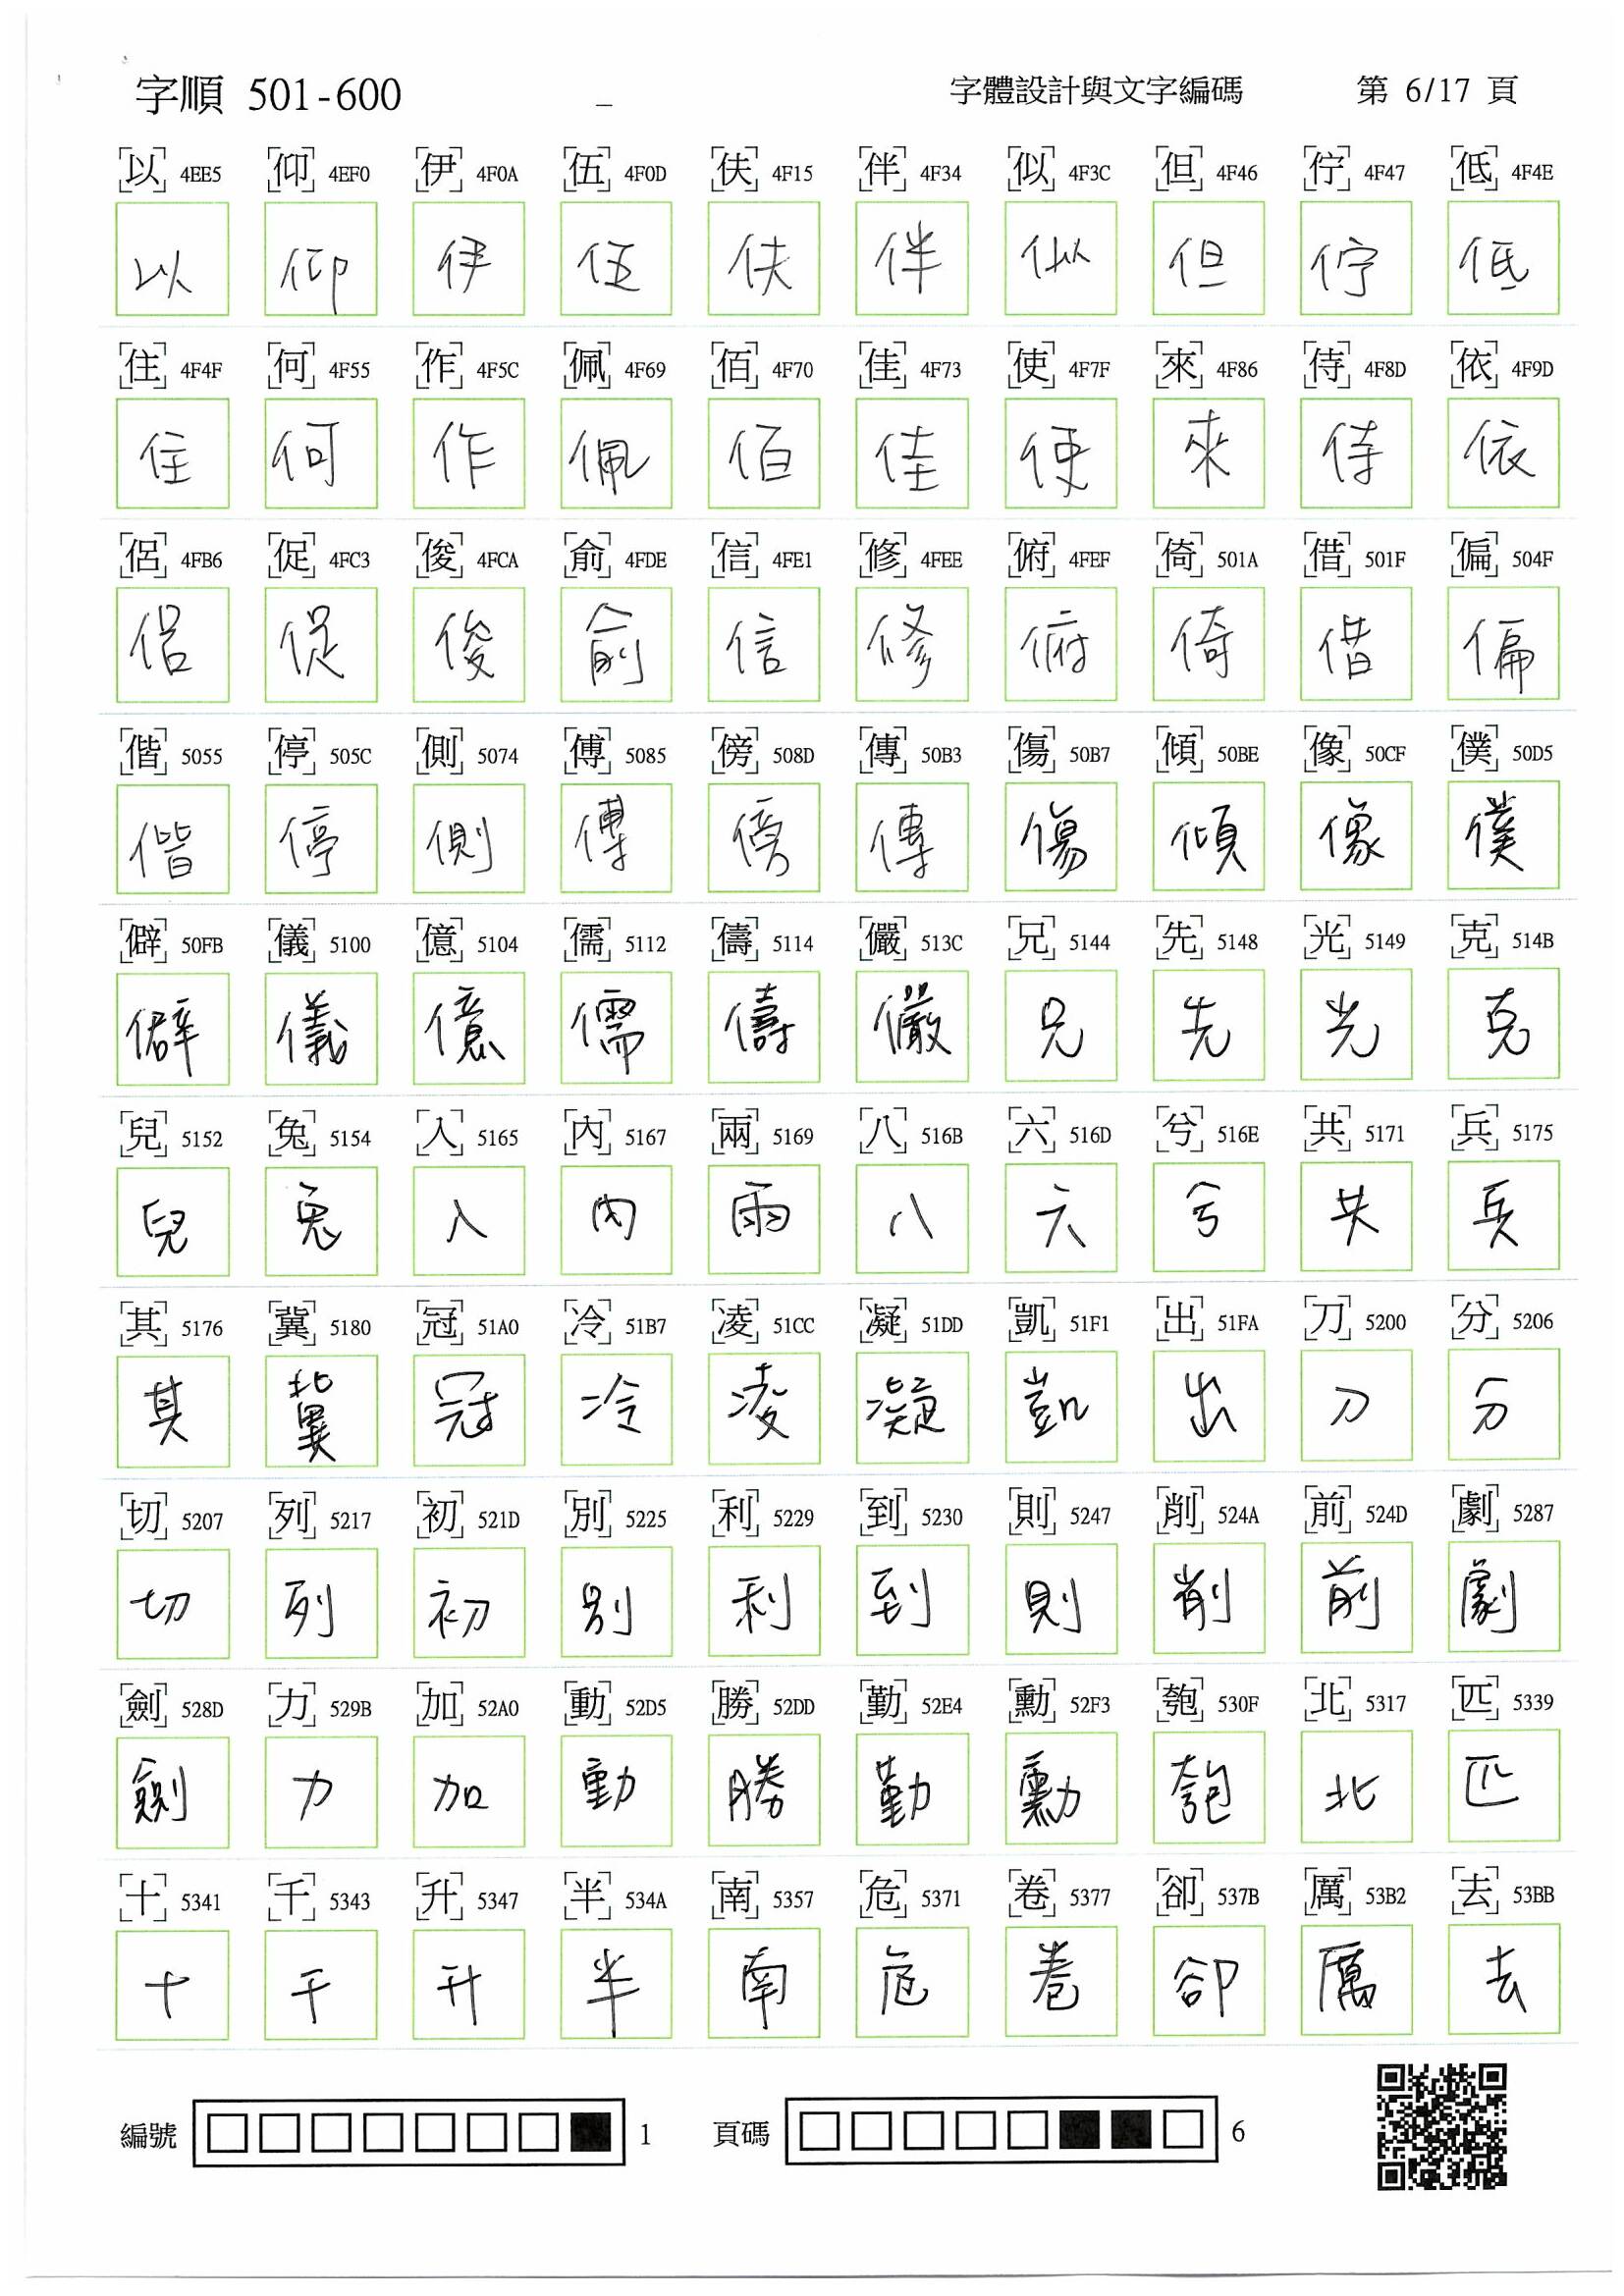 字順 501-600 _ 字體設計與文字編碼 第 6/17 頁
以 4EE5 仰 4EF0 伊 4F0A 伍 4F0D 伕 4F15 伴 4F34 似 4F3C 但 4F46 佇 4F47 低 4F4E
以 仰 伊 伍 伕 伴 似 但 佇 低
住 4F4F 何 4F55 作 4F5C 佩 4F69 佰 4F70 佳 4F73 使 4F7F 來 4F86 侍 4F8D 依 4F9D
住 何 作 佩 佰 佳 使 來 侍 依
侶 4FB6 促 4FC3 俊 4FCA 俞 4FDE 信 4FE1 修 4FEE 俯 4FEF 倚 501A 借 501F 偏 504F
侶 促 俊 俞 信 修 俯 倚 借 偏
偕 5055 停 505C 側 5074 傅 5085 傍 508D 傳 50B3 傷 50B7 傾 50BE 像 50CF 僕 50D5
偕 停 側 傅 傍 傳 傷 傾 像 僕
僻 50FB 儀 5100 億 5104 儒 5112 儔 5114 儼 513C 兄 5144 先 5148 光 5149 克 514B
僻 儀 億 儒 儔 儼 兄 先 光 克
兒 5152 兔 5154 入 5165 內 5167 兩 5169 八 516B 六 516D 兮 516E 共 5171 兵 5175
兒 兔 入 內 兩 八 六 兮 共 兵
其 5176 冀 5180 冠 51A0 冷 51B7 凌 51CC 凝 51DD 凱 51F1 出 51FA 刀 5200 分 5206
其 冀 冠 冷 凌 凝 凱 出 刀 分
切 5207 列 5217 初 521D 別 5225 利 5229 到 5230 則 5247 削 524A 前 524D 劇 5287
切 列 初 別 利 到 則 削 前 劇
劍 528D 力 529B 加 52A0 動 52D5 勝 52DD 勤 52E4 勳 52F3 匏 530F 北 5317 匹 5339
劍 力 加 動 勝 勤 勳 匏 北 匹
十 5341 千 5343 升 5347 半 534A 南 5357 危 5371 卷 5377 卻 537B 厲 53B2 去 53BB
十 千 升 半 南 危 卷 卻 厲 去
編號 1 頁碼 6